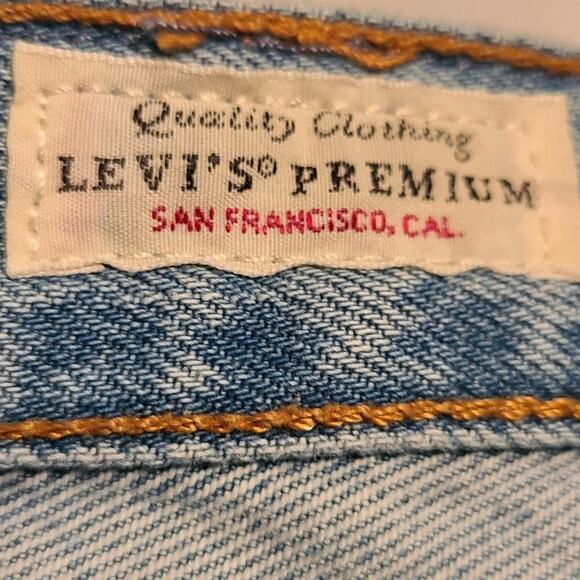 Quality Clothing
LEVI'S® PREMIUM
SAN FRANCISCO, CAL.